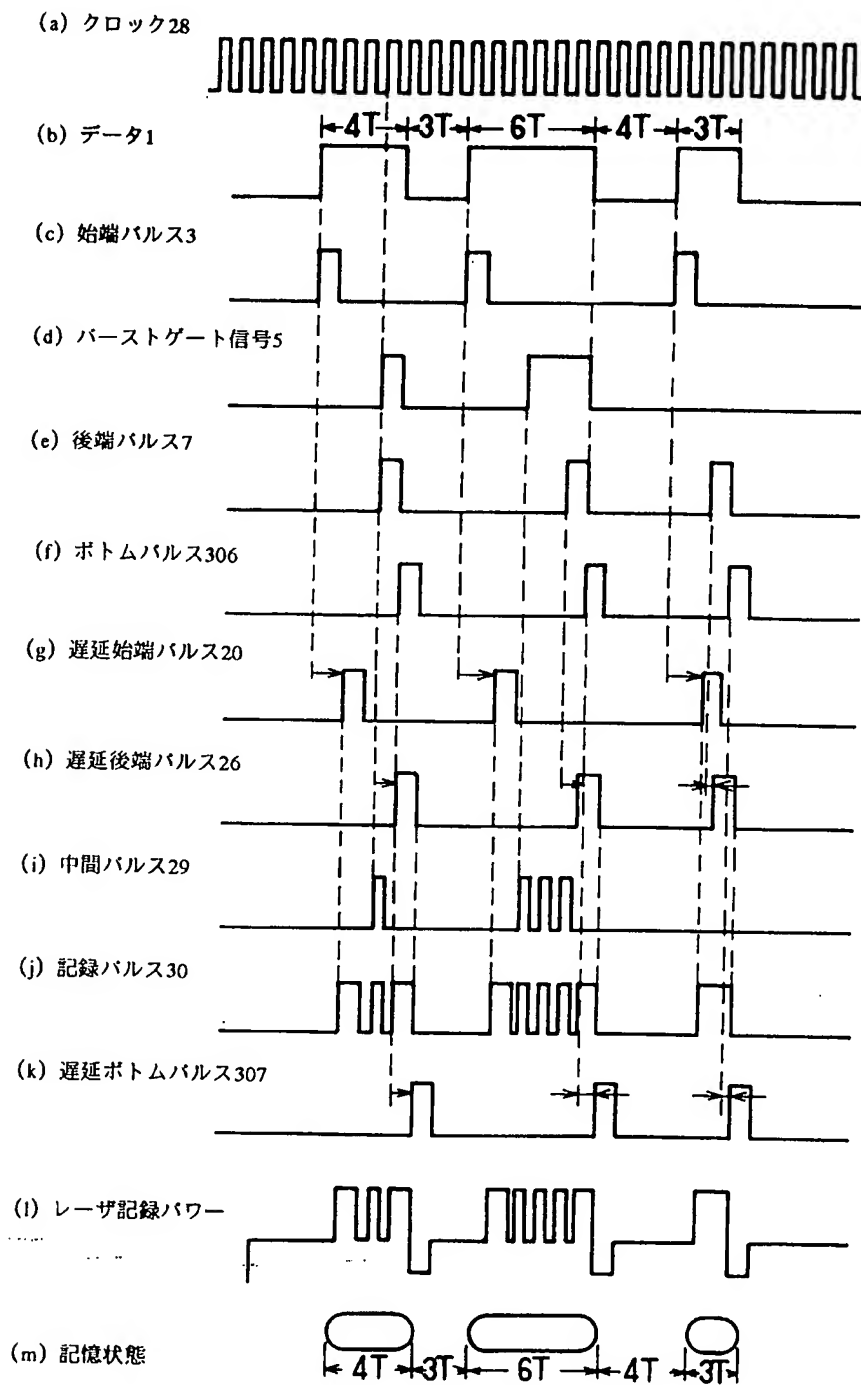 (a) クロック28
(b) データ1
4T 3T 6T 4T 3T
(c) 始端パルス3
(d) バーストゲート信号5
(e) 後端パルス7
(f) ボトムパルス306
(g) 遅延始端パルス20
(h) 遅延後端パルス26
(i) 中間パルス29
(j) 記録パルス30
(k) 遅延ボトムパルス307
(l) レーザ記録パワー
(m) 記憶状態
4T 3T 6T 4T 3T